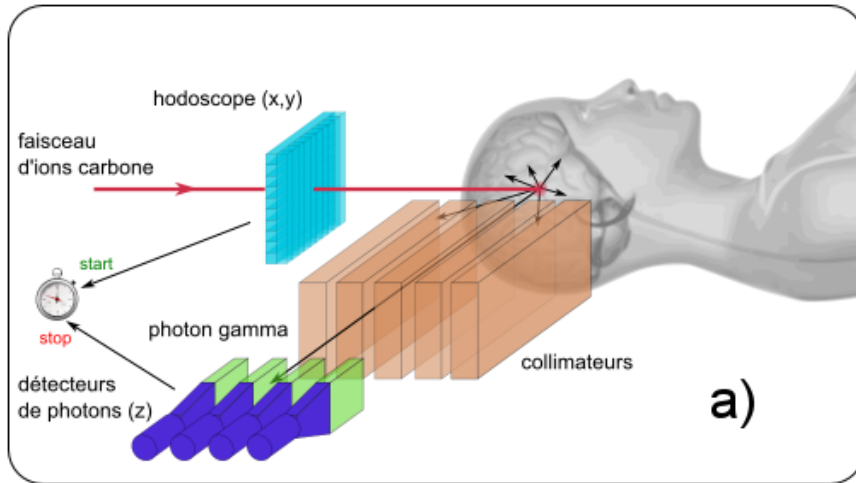 hodoscope (x,y)
faisceau
d'ions carbone
start
stop
photon gamma
collimateurs
détecteurs
de photons (z)
a)